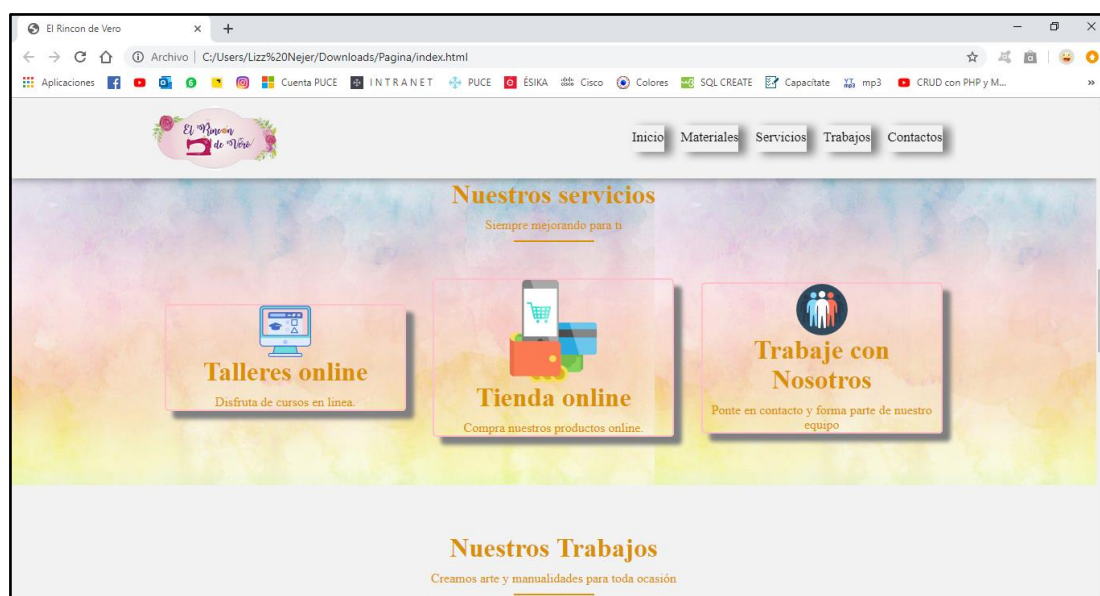 El Rincon de Vero
Archivo | C:/Users/Lizz%20Nejer/Downloads/Pagina/index.html
Aplicaciones Cuenta PUCE I N T R A N E T PUCE ÉSIKA Cisco Colores SQL CREATE Capacítate mp3 CRUD con PHP y M... »
El Rincon
de Vero
Inicio Materiales Servicios Trabajos Contactos
Nuestros servicios
Siempre mejorando para ti
Talleres online
Disfruta de cursos en linea.
Tienda online
Compra nuestros productos online.
Trabaje con
Nosotros
Ponte en contacto y forma parte de nuestro
equipo
Nuestros Trabajos
Creamos arte y manualidades para toda ocasión